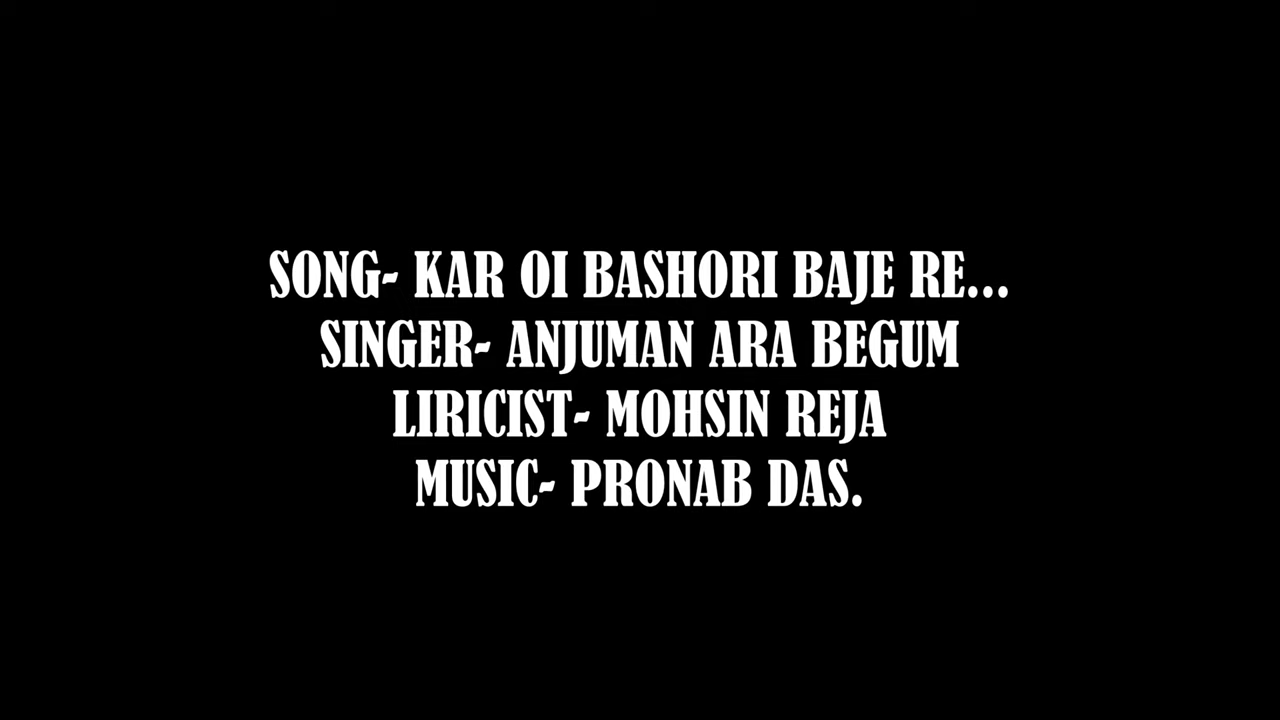 SONG- KAR OI BASHORI BAJE RE...
SINGER- ANJUMAN ARA BEGUM
LIRICIST- MOHSIN REJA
MUSIC- PRONAB DAS.